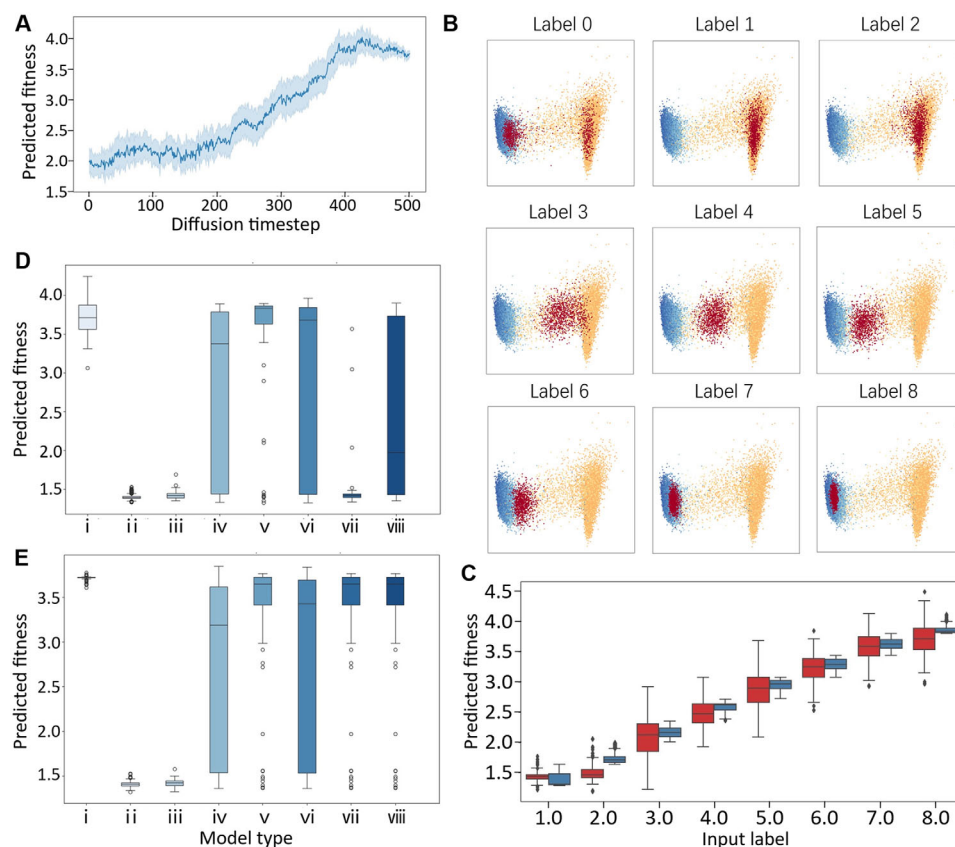 A
Predicted fitness
4.0
3.5
3.0
2.5
2.0
1.5
0 100 200 300 400 500
Diffusion timestep
B
Label 0 Label 1 Label 2
Label 3 Label 4 Label 5
Label 6 Label 7 Label 8
D
Predicted fitness
4.0
3.5
3.0
2.5
2.0
1.5
i ii iii iv v vi vii viii
E
Predicted fitness
3.5
3.0
2.5
2.0
1.5
i ii iii iv v vi vii viii
Model type
C
Predicted fitness
4.5
4.0
3.5
3.0
2.5
2.0
1.5
1.0 2.0 3.0 4.0 5.0 6.0 7.0 8.0
Input label